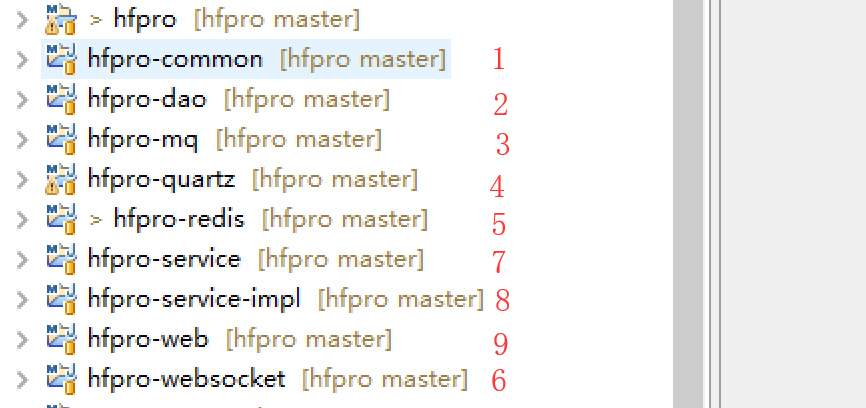 > hfpro [hfpro master]
hfpro-common [hfpro master] 1
hfpro-dao [hfpro master] 2
hfpro-mq [hfpro master] 3
hfpro-quartz [hfpro master] 4
> hfpro-redis [hfpro master] 5
hfpro-service [hfpro master] 7
hfpro-service-impl [hfpro master] 8
hfpro-web [hfpro master] 9
hfpro-websocket [hfpro master] 6